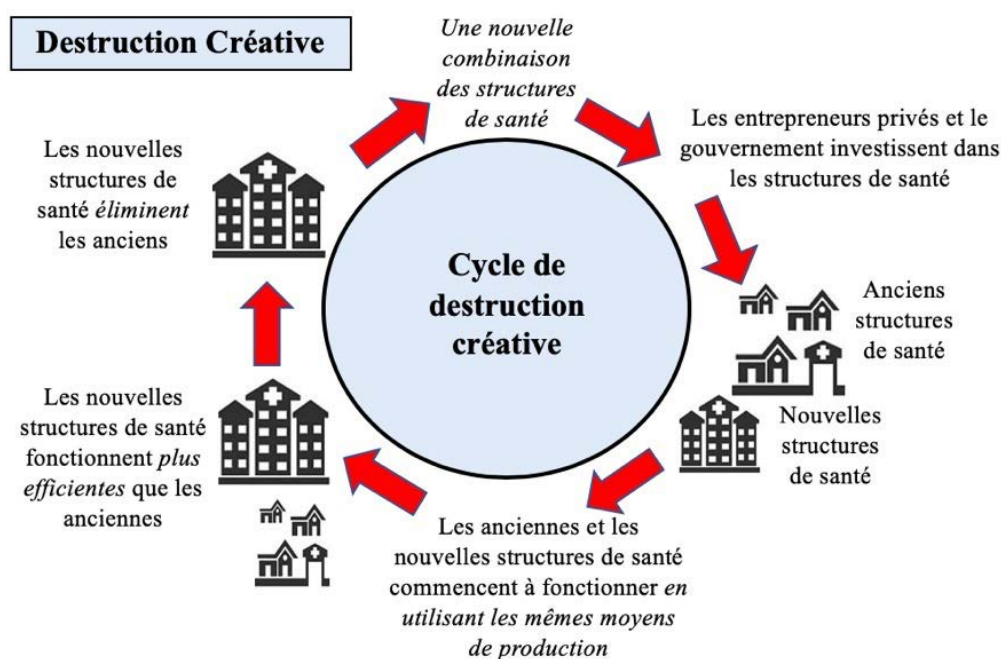 Destruction Créative
Une nouvelle
combinaison
des structures
de santé
Les entrepreneurs privés et le
gouvernement investissent dans
les structures de santé
Anciens
structures
de santé
Nouvelles
structures
de santé
Les anciennes et les
nouvelles structures de santé
commencent à fonctionner en
utilisant les mêmes moyens
de production
Les nouvelles
structures de santé
fonctionnent plus
efficientes que les
anciennes
Les nouvelles
structures de
santé éliminent
les anciens
Cycle de
destruction
créative